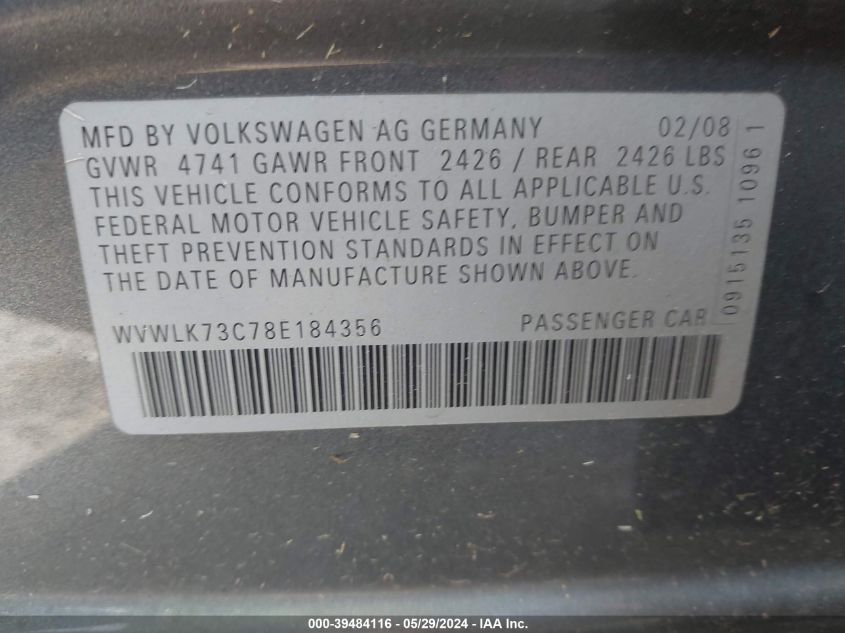 MFD BY VOLKSWAGEN AG GERMANY 02/08
GVWR 4741 GAWR FRONT 2426 / REAR 2426 LBS
THIS VEHICLE CONFORMS TO ALL APPLICABLE U.S.
FEDERAL MOTOR VEHICLE SAFETY, BUMPER AND
THEFT PREVENTION STANDARDS IN EFFECT ON
THE DATE OF MANUFACTURE SHOWN ABOVE.
WVWLK73C78E184356 PASSENGER CAR
0915135 1096 1
000-39484116 - 05/29/2024 - IAA Inc.